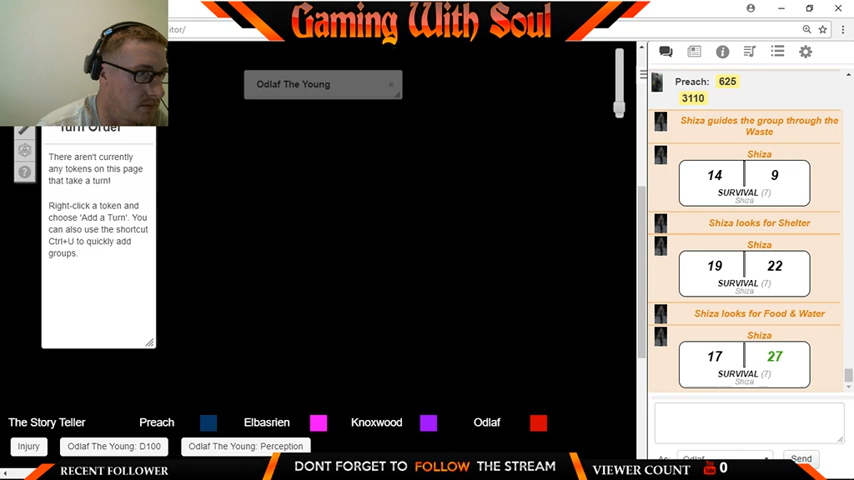 Gaming With Soul
itor/
Odlaf The Young ×
Turn Order
There aren't currently
any tokens on this page
that take a turn!
Right-click a token and
choose 'Add a Turn'. You
can also use the shortcut
Ctrl+U to quickly add
groups.
Preach: 625
3110
Shiza guides the group through the
Waste
Shiza
14 9
SURVIVAL (7)
Shiza
Shiza looks for Shelter
Shiza
19 22
SURVIVAL (7)
Shiza
Shiza looks for Food & Water
Shiza
17 27
SURVIVAL (7)
Shiza
The Story Teller Preach Elbasrien Knoxwood Odlaf
Injury Odlaf The Young: D100 Odlaf The Young: Perception
As: Odlaf Send
RECENT FOLLOWER DONT FORGET TO FOLLOW THE STREAM VIEWER COUNT 0